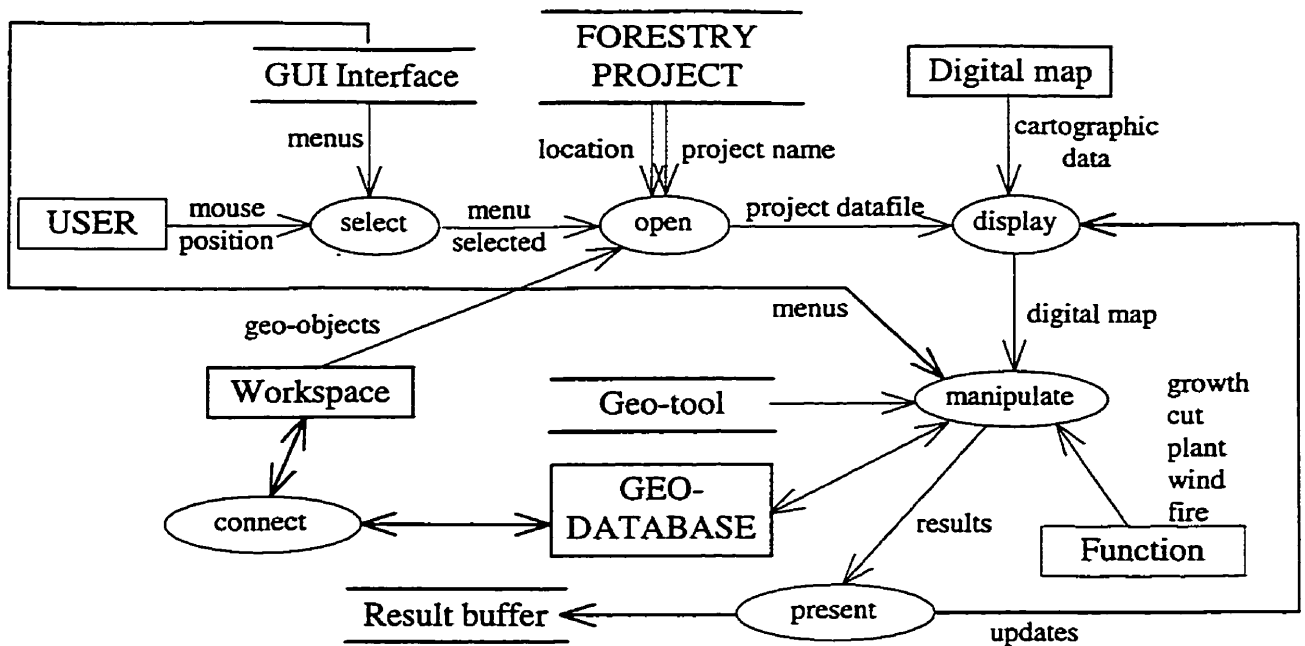 FORESTRY
PROJECT
GUI Interface
Digital map
menus
location
project name
cartographic
data
USER
mouse
position
select
menu
selected
open
project datafile
display
geo-objects
menus
digital map
Workspace
Geo-tool
manipulate
growth
cut
plant
wind
fire
connect
GEO-
DATABASE
results
Function
Result buffer
present
updates